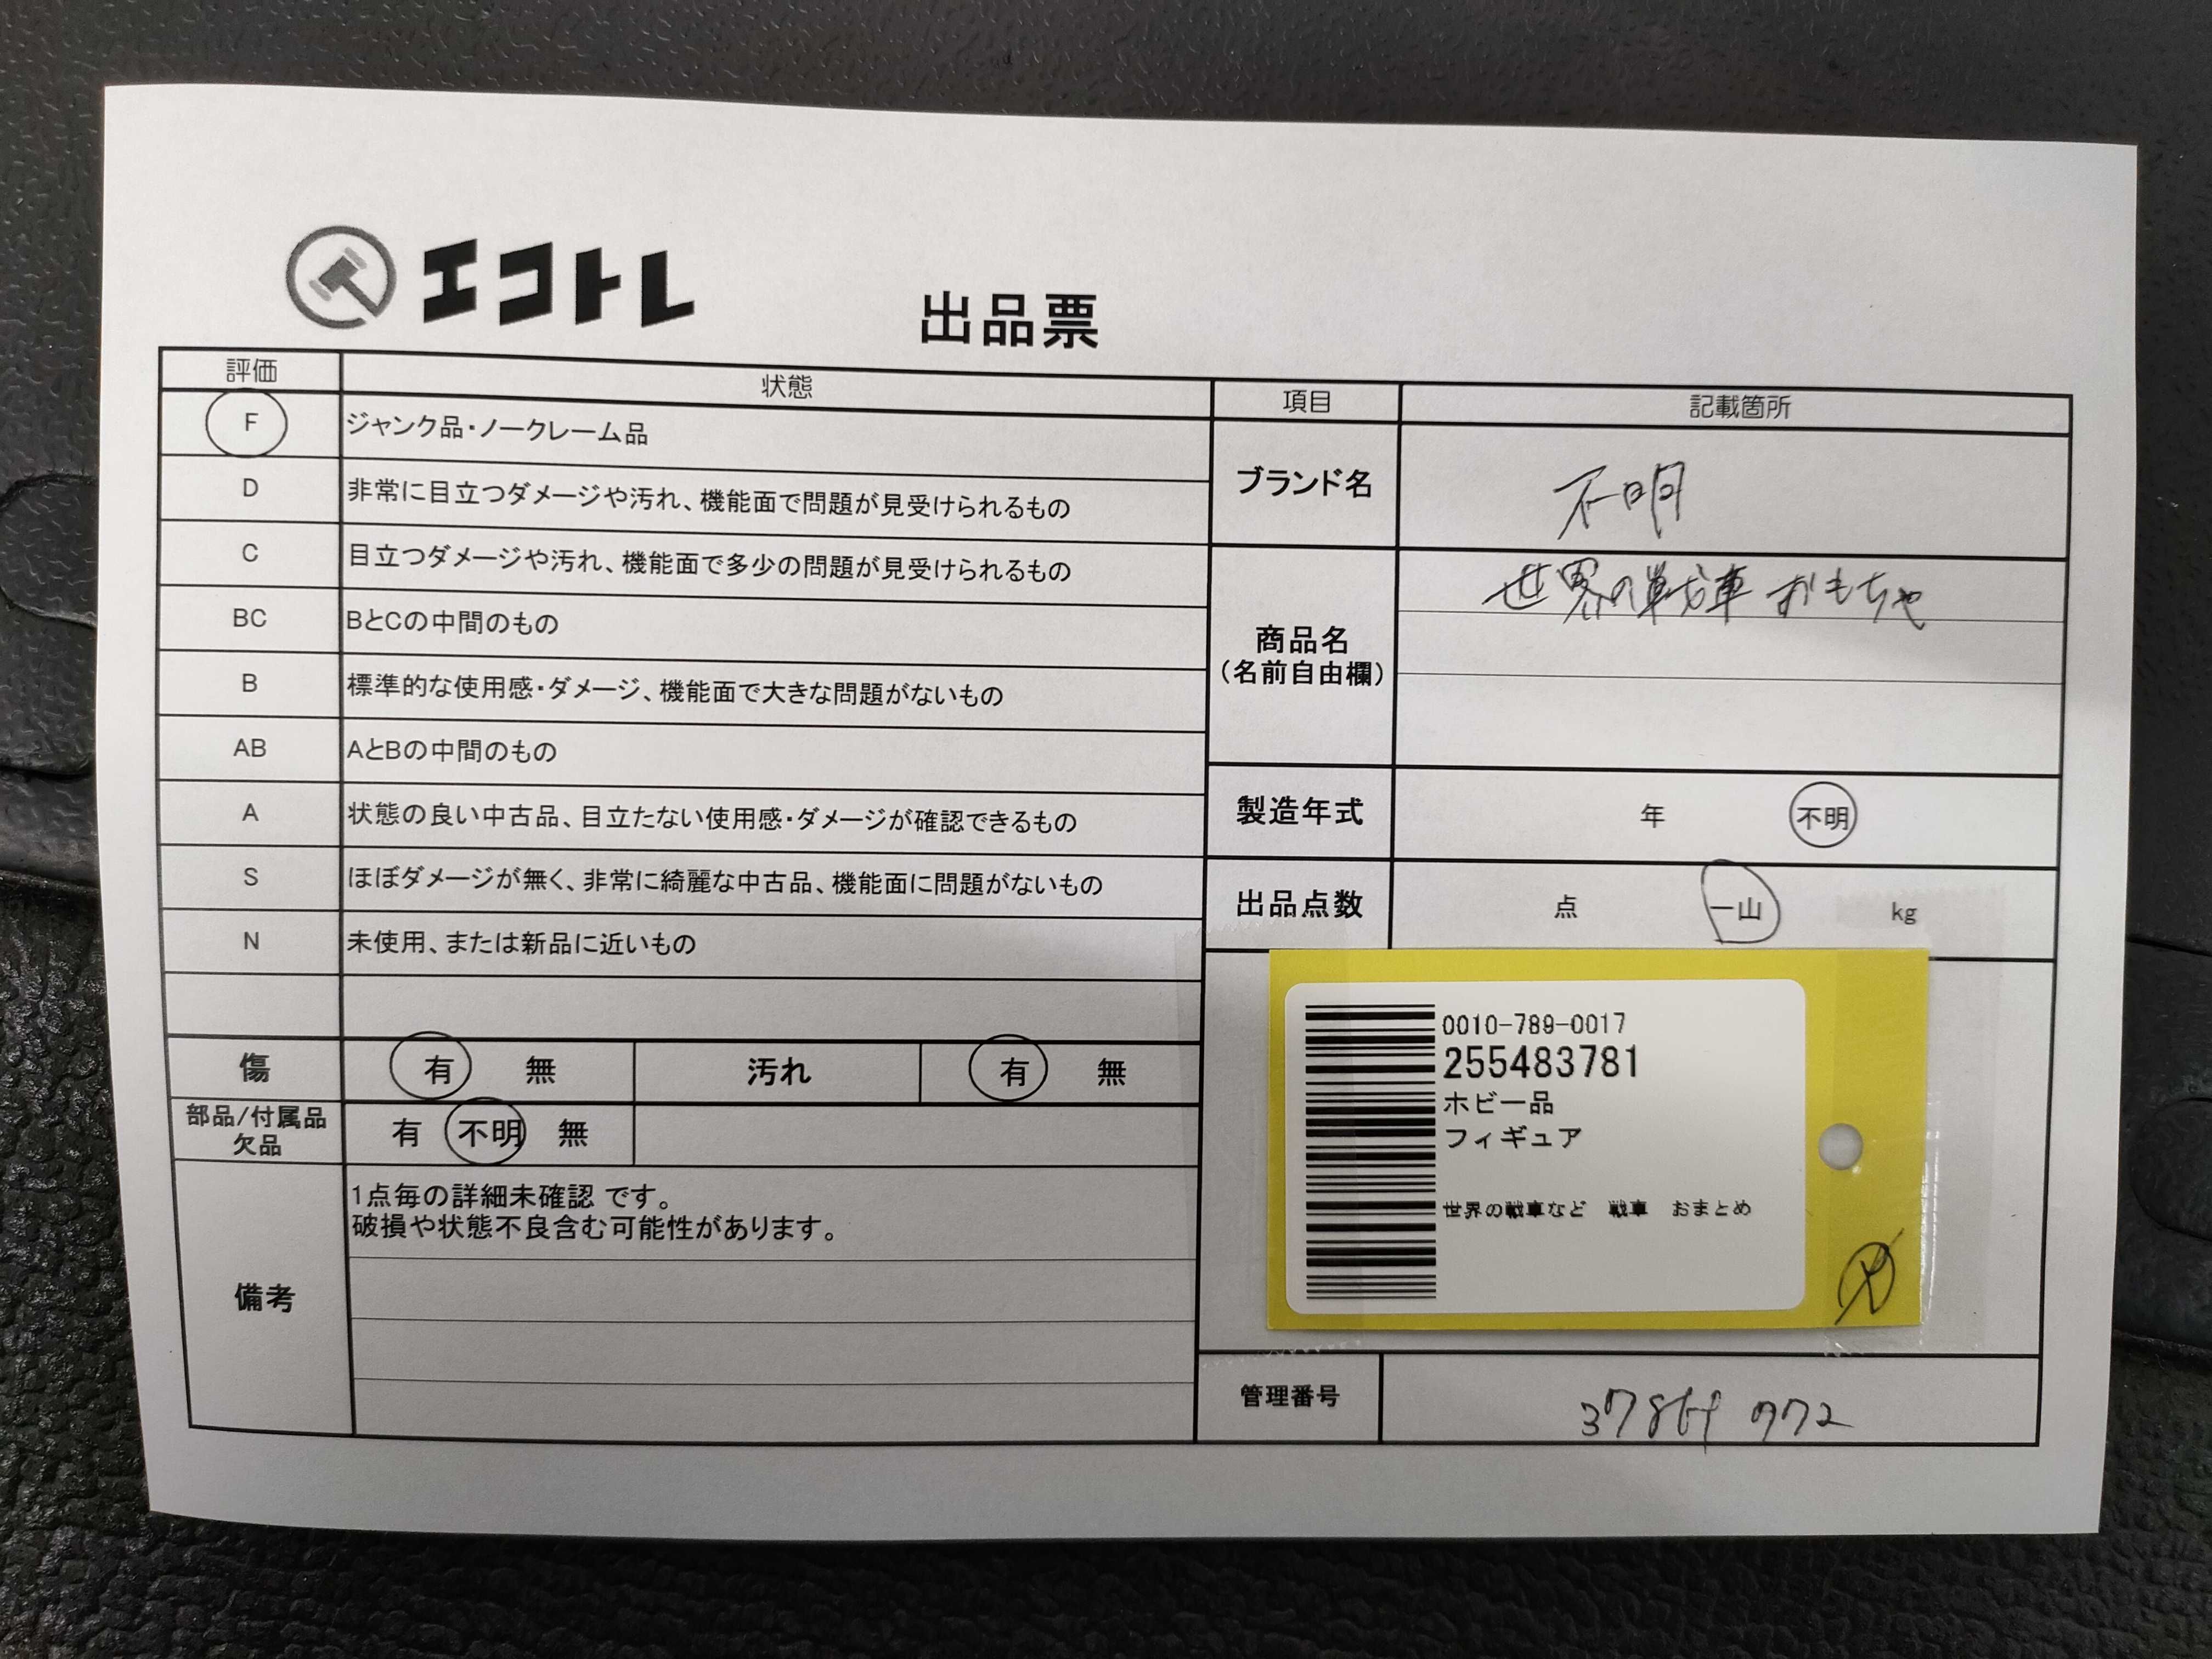 エコトレ
出品票
評価 状態
F ジャンク品・ノークレーム品
D 非常に目立つダメージや汚れ、機能面で問題が見受けられるもの
C 目立つダメージや汚れ、機能面で多少の問題が見受けられるもの
BC BとCの中間のもの
B 標準的な使用感・ダメージ、機能面で大きな問題がないもの
AB AとBの中間のもの
A 状態の良い中古品、目立たない使用感・ダメージが確認できるもの
S ほぼダメージが無く、非常に綺麗な中古品、機能面に問題がないもの
N 未使用、または新品に近いもの
傷 有 無 汚れ 有 無
部品/付属品
欠品
有 不明 無
備考
1点毎の詳細未確認 です。
破損や状態不良含む可能性があります。
項目 記載箇所
ブランド名 不明
商品名
(名前自由欄)
世界の戦車 おもちゃ
製造年式 年 不明
出品点数 点 一山 kg
0010-789-0017
255483781
ホビー品
フィギュア
世界の戦車など 戦車 おまとめ
管理番号